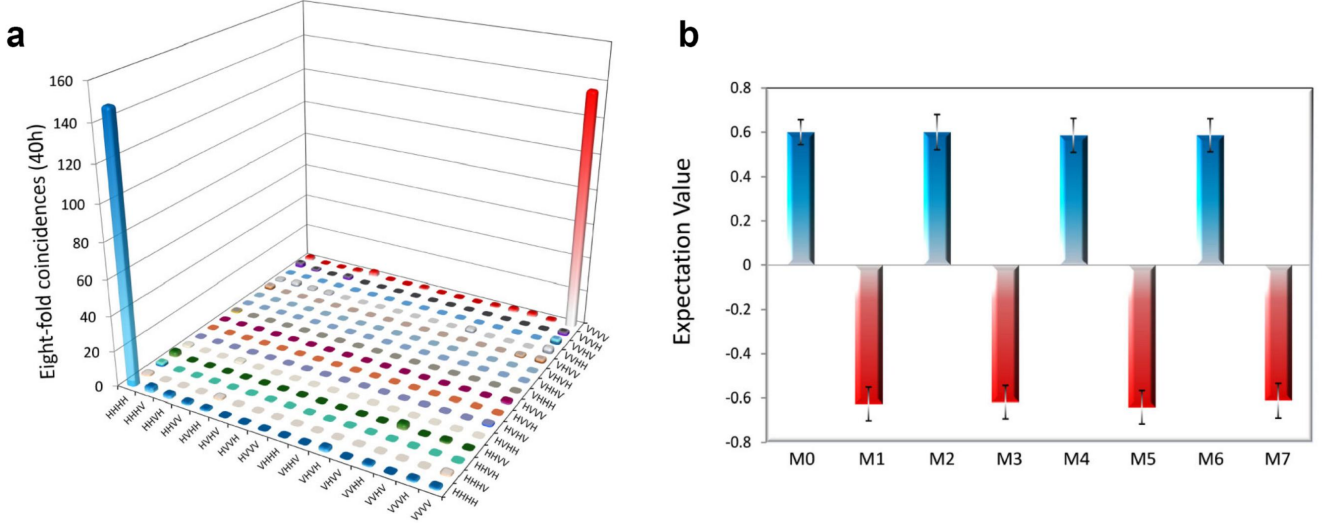 a
Eight-fold coincidences (40h)
160
140
120
100
80
60
40
20
0
HHHH
HHHV
HHVH
HHVV
HVHH
HVHV
HVVH
HVVV
VHHH
VHHV
VHVH
VHVV
VVHH
VVHV
VVVH
VVVV
VVVV
VVVH
VVHV
VVHH
VHVV
VHVH
VHHV
VHHH
HVVV
HVVH
HVHV
HVHH
HHVV
HHVH
HHHV
HHHH
b
Expectation Value
0.8
0.6
0.4
0.2
0
-0.2
-0.4
-0.6
-0.8
M0 M1 M2 M3 M4 M5 M6 M7